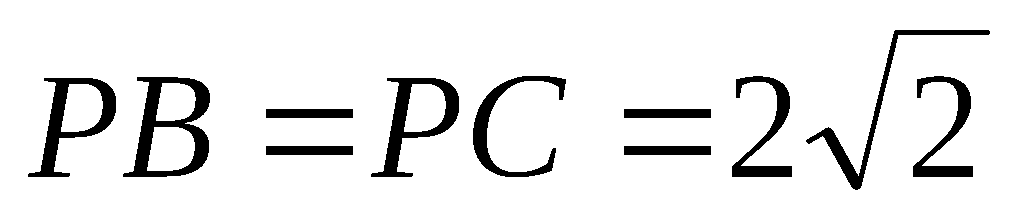 PB = PC = 2√2